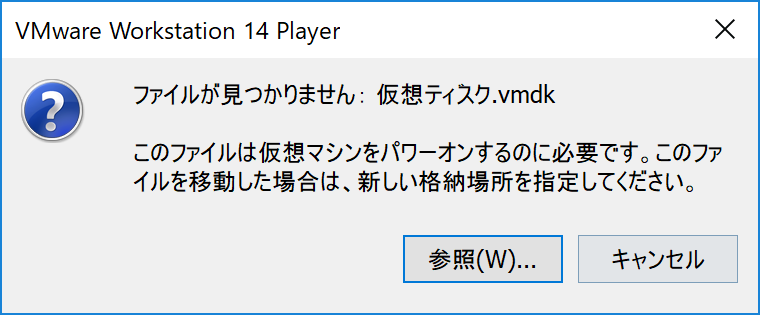 VMware Workstation 14 Player
ファイルが見つかりません: 仮想ディスク.vmdk
このファイルは仮想マシンをパワーオンするのに必要です。このファ
イルを移動した場合は、新しい格納場所を指定してください。
参照(W)... キャンセル